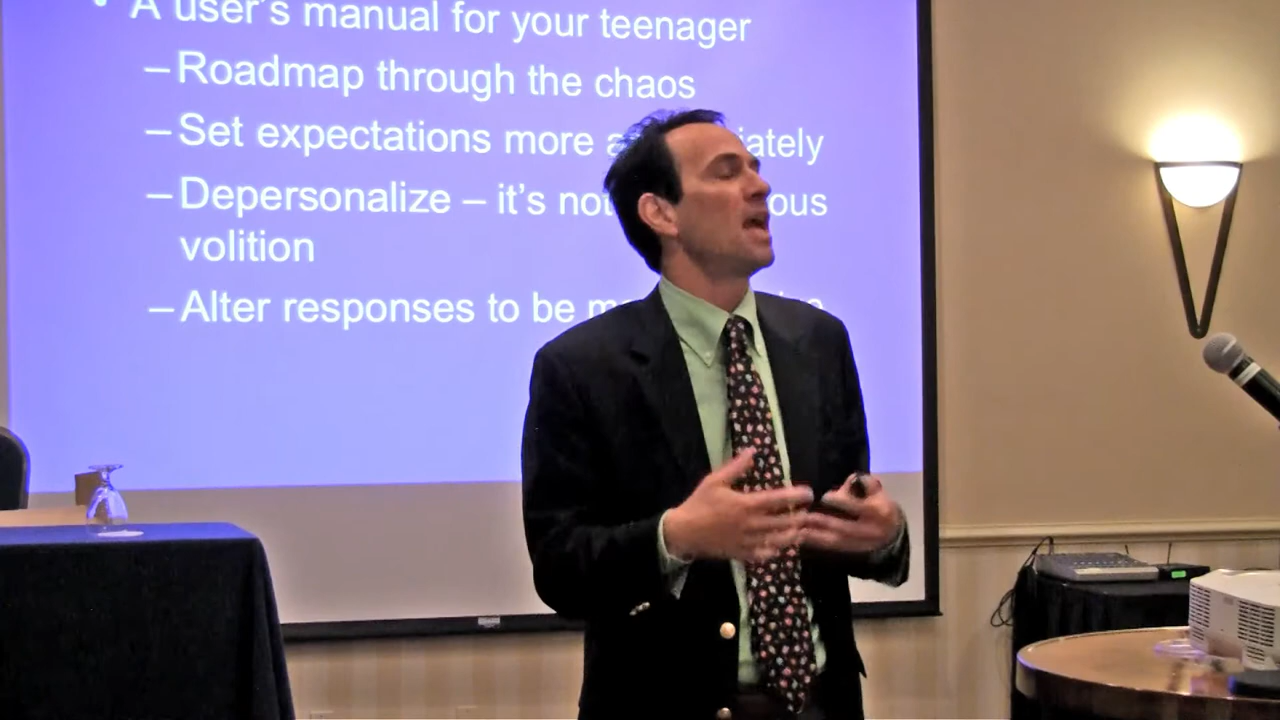 • A user's manual for your teenager
– Roadmap through the chaos
– Set expectations more
– Depersonalize – it's not
volition
– Alter responses to be